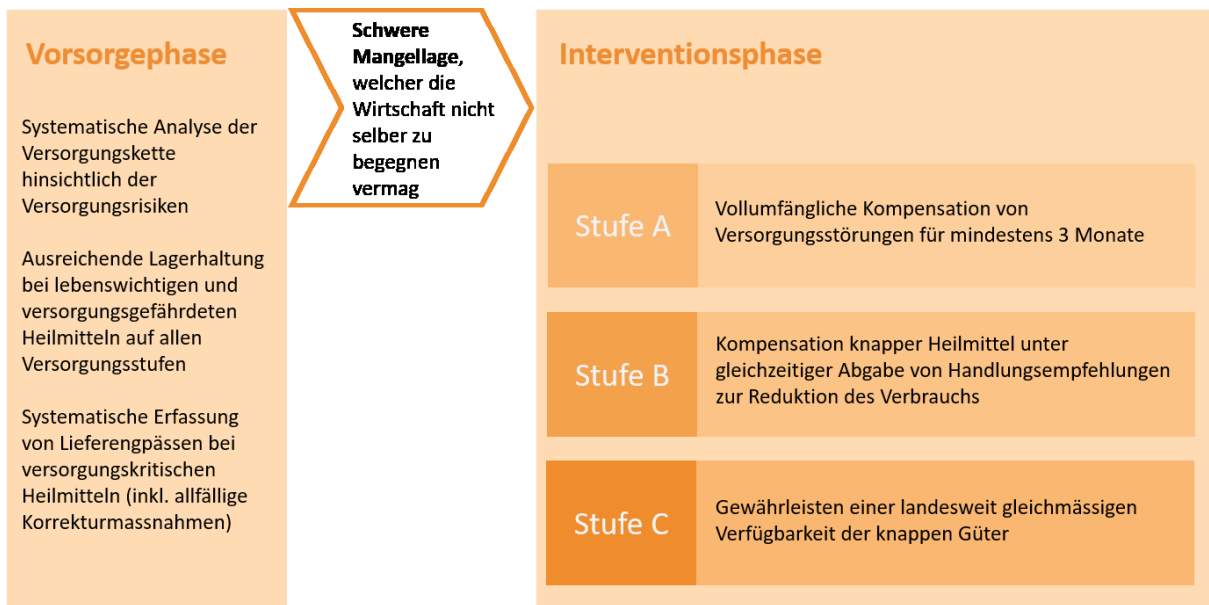 Vorsorgephase
Systematische Analyse der
Versorgungskette
hinsichtlich der
Versorgungsrisiken
Ausreichende Lagerhaltung
bei lebenswichtigen und
versorgungsgefährdeten
Heilmitteln auf allen
Versorgungsstufen
Systematische Erfassung
von Lieferengpässen bei
versorgungskritischen
Heilmitteln (inkl. allfällige
Korrekturmassnahmen)
Schwere
Mangellage,
welcher die
Wirtschaft nicht
selber zu
begegnen
vermag
Interventionsphase
Stufe A
Vollumfängliche Kompensation von
Versorgungsstörungen für mindestens 3 Monate
Stufe B
Kompensation knapper Heilmittel unter
gleichzeitiger Abgabe von Handlungsempfehlungen
zur Reduktion des Verbrauchs
Stufe C
Gewährleisten einer landesweit gleichmässigen
Verfügbarkeit der knappen Güter